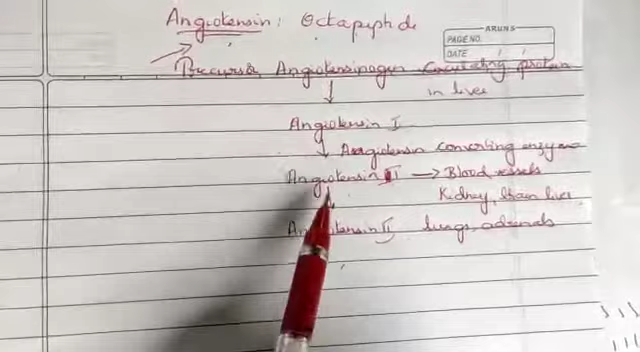 Angiotensin: Octapeptide
ARUNS
PAGE NO.
DATE / /
Precursor Angiotensinogen Circulating protein
in liver
Angiotensin I
↓ Angiotensin converting enzyme
Angiotensin II → Blood vessels
Kidney, brain liver
Angiotensin II lungs, adrenals